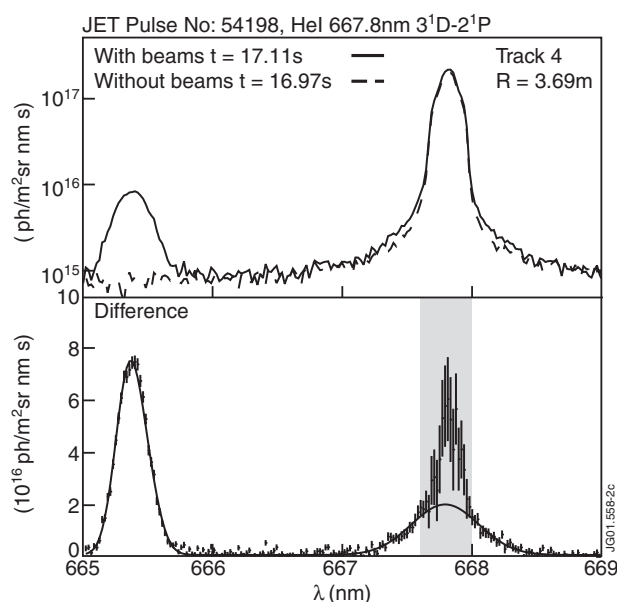 JET Pulse No: 54198, HeI 667.8nm 3¹D-2¹P
With beams t = 17.11s
Track 4
Without beams t = 16.97s
R = 3.69m
10¹⁷
10¹⁶
10¹⁵
( ph/m²sr nm s)
10
Difference
8
6
4
2
0
(10¹⁶ ph/m²sr nm s)
665
666
667
668
669
λ (nm)
JG01.558-2c